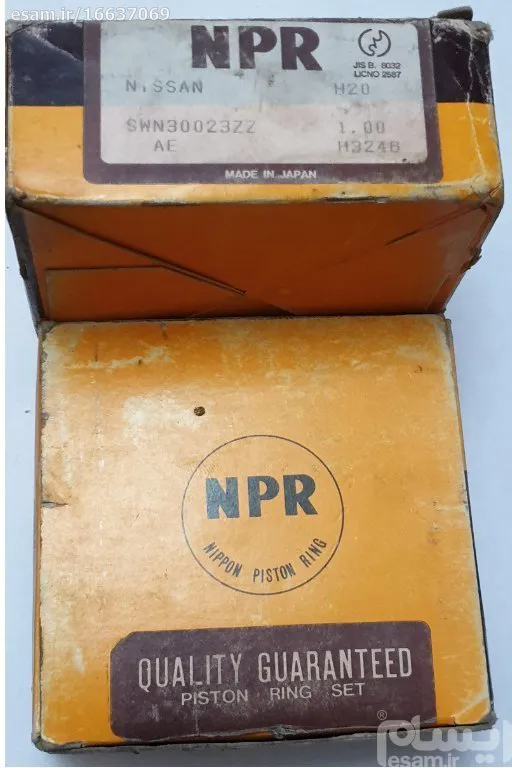 esam.ir/16637069
NPR
JIS B. 8032
LICNO 2587
NISSAN H20
SWN30023ZZ 1.00
AE H3246
MADE IN JAPAN
NPR
NIPPON PISTON RING
QUALITY GUARANTEED
PISTON RING SET
ایسام®
esam.ir